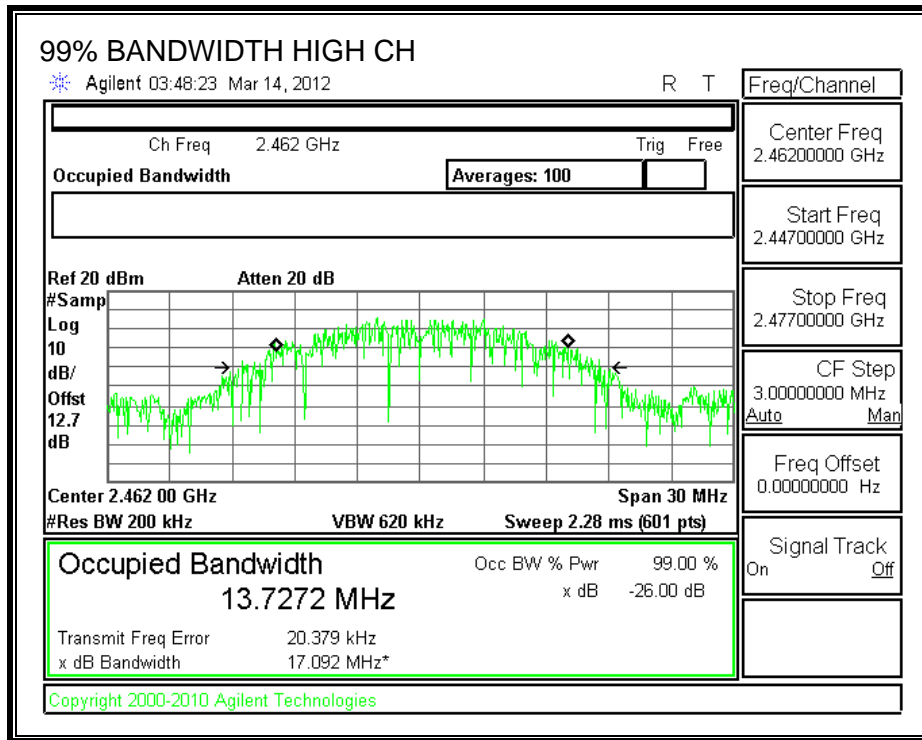 99% BANDWIDTH HIGH CH
Agilent 03:48:23 Mar 14, 2012 R T
Ch Freq 2.462 GHz Trig Free
Occupied Bandwidth Averages: 100
Ref 20 dBm Atten 20 dB
#Samp
Log
10
dB/
Offst
12.7
dB
Center 2.462 00 GHz Span 30 MHz
#Res BW 200 kHz VBW 620 kHz Sweep 2.28 ms (601 pts)
Occupied Bandwidth Occ BW % Pwr 99.00 %
13.7272 MHz x dB -26.00 dB
Transmit Freq Error 20.379 kHz
x dB Bandwidth 17.092 MHz*
Copyright 2000-2010 Agilent Technologies
Freq/Channel
Center Freq
2.46200000 GHz
Start Freq
2.44700000 GHz
Stop Freq
2.47700000 GHz
CF Step
3.00000000 MHz
Auto Man
Freq Offset
0.00000000 Hz
Signal Track
On Off